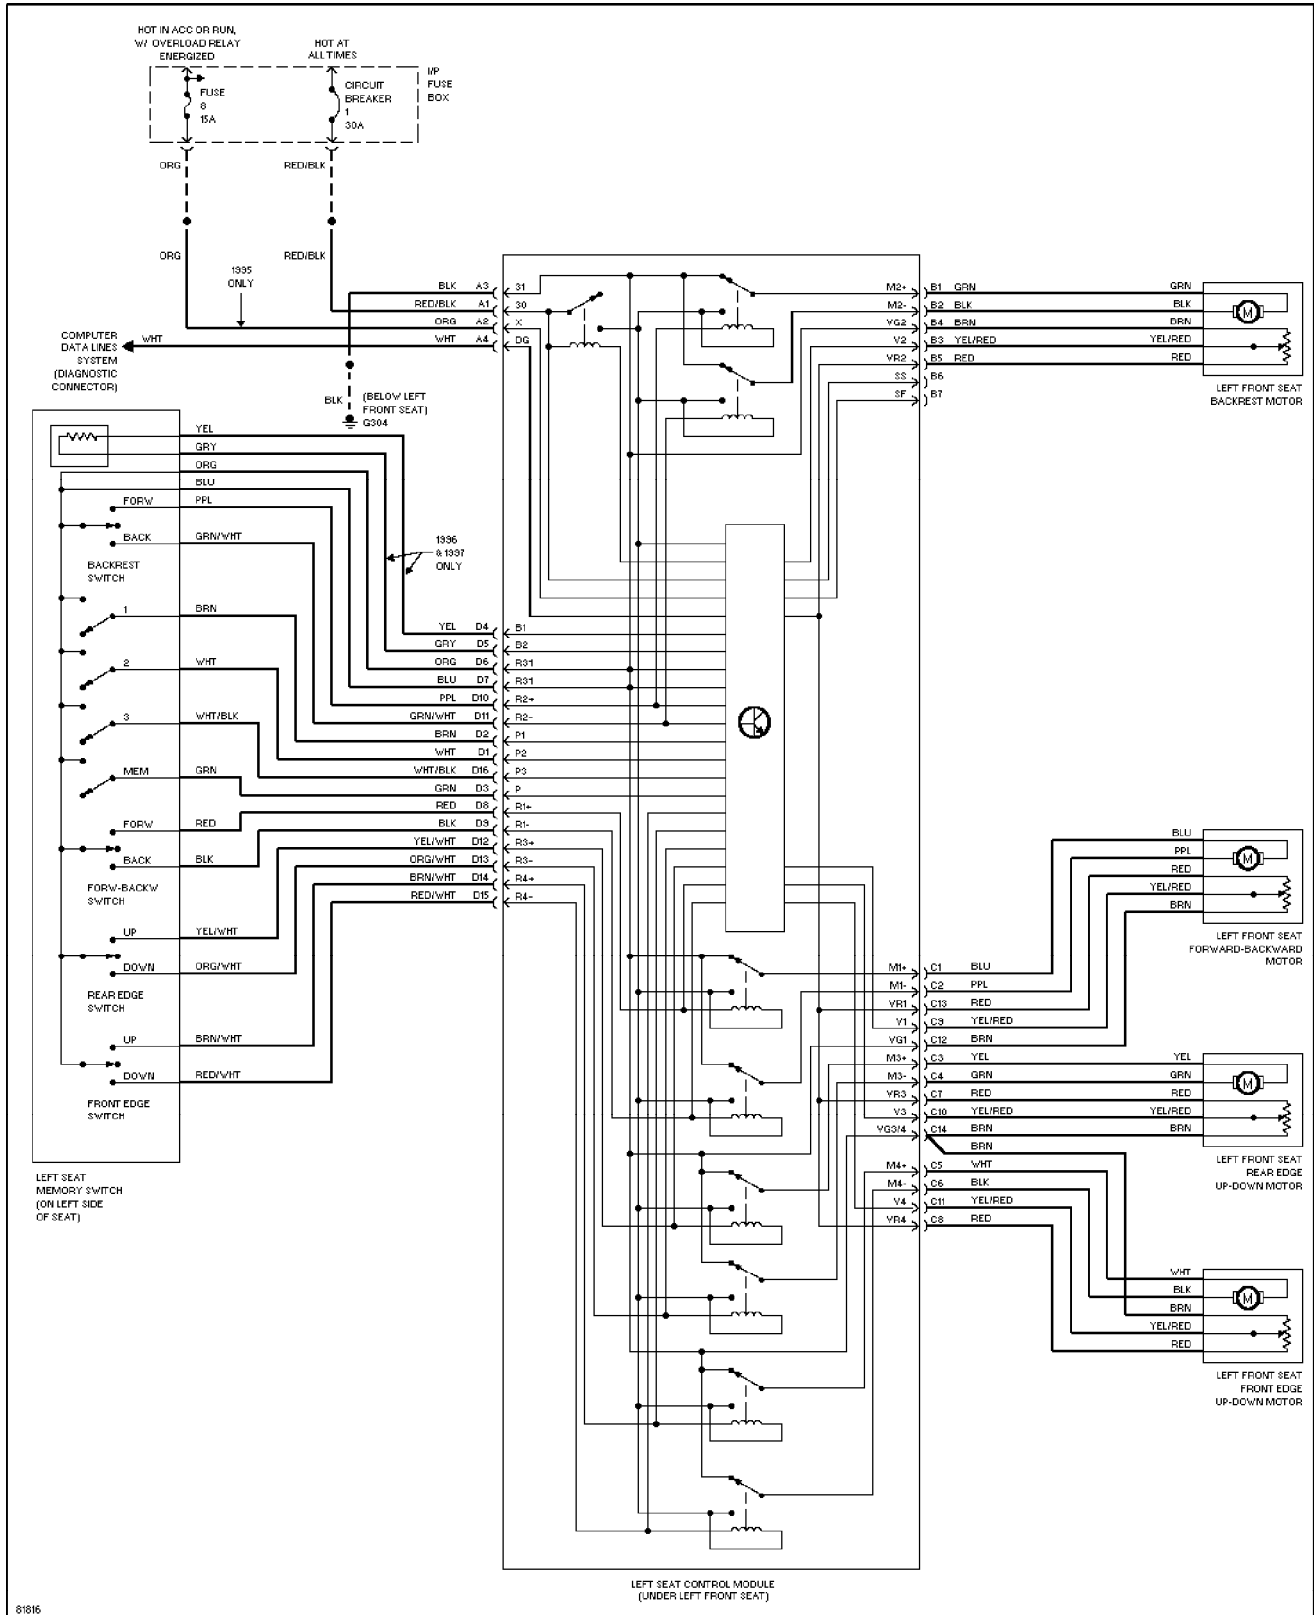 HOT IN ACC OR RUN,
W/ OVERLOAD RELAY
ENERGIZED
HOT AT
ALL TIMES
I/P
FUSE
BOX
FUSE
8
15A
CIRCUIT
BREAKER
1
30A
ORG
RED/BLK
ORG
RED/BLK
1995
ONLY
BLK A3 31
RED/BLK A1 30
ORG A2 X
WHT A4 DG
COMPUTER
DATA LINES
SYSTEM
(DIAGNOSTIC
CONNECTOR)
WHT
BLK
(BELOW LEFT
FRONT SEAT)
G304
M2+ B1 GRN GRN
M2- B2 BLK BLK
VG2 B4 BRN BRN
V2 B3 YEL/RED YEL/RED
VR2 B5 RED RED
SS B6
SF B7
M
LEFT FRONT SEAT
BACKREST MOTOR
YEL
GRY
ORG
BLU
FORW PPL
BACK GRN/WHT
BACKREST
SWITCH
1996
& 1997
ONLY
1 BRN
2 WHT
3 WHT/BLK
MEM GRN
FORW RED
BACK BLK
FORW-BACKW
SWITCH
UP YEL/WHT
DOWN ORG/WHT
REAR EDGE
SWITCH
UP BRN/WHT
DOWN RED/WHT
FRONT EDGE
SWITCH
LEFT SEAT
MEMORY SWITCH
(ON LEFT SIDE
OF SEAT)
YEL D4 B1
GRY D5 B2
ORG D6 R31
BLU D7 R31
PPL D10 R2+
GRN/WHT D11 R2-
BRN D2 P1
WHT D1 P2
WHT/BLK D16 P3
GRN D3 P
RED D8 R1+
BLK D9 R1-
YEL/WHT D12 R3+
ORG/WHT D13 R3-
BRN/WHT D14 R4+
RED/WHT D15 R4-
BLU
PPL
RED
YEL/RED
BRN
M
LEFT FRONT SEAT
FORWARD-BACKWARD
MOTOR
M1+ C1 BLU
M1- C2 PPL
VR1 C13 RED
V1 C9 YEL/RED
VG1 C12 BRN
M3+ C3 YEL YEL
M3- C4 GRN GRN
VR3 C7 RED RED
V3 C10 YEL/RED YEL/RED
VG3/4 C14 BRN BRN
BRN
M
LEFT FRONT SEAT
REAR EDGE
UP-DOWN MOTOR
M4+ C5 WHT
M4- C6 BLK
V4 C11 YEL/RED
VR4 C8 RED
WHT
BLK
BRN
YEL/RED
RED
M
LEFT FRONT SEAT
FRONT EDGE
UP-DOWN MOTOR
LEFT SEAT CONTROL MODULE
(UNDER LEFT FRONT SEAT)
81816